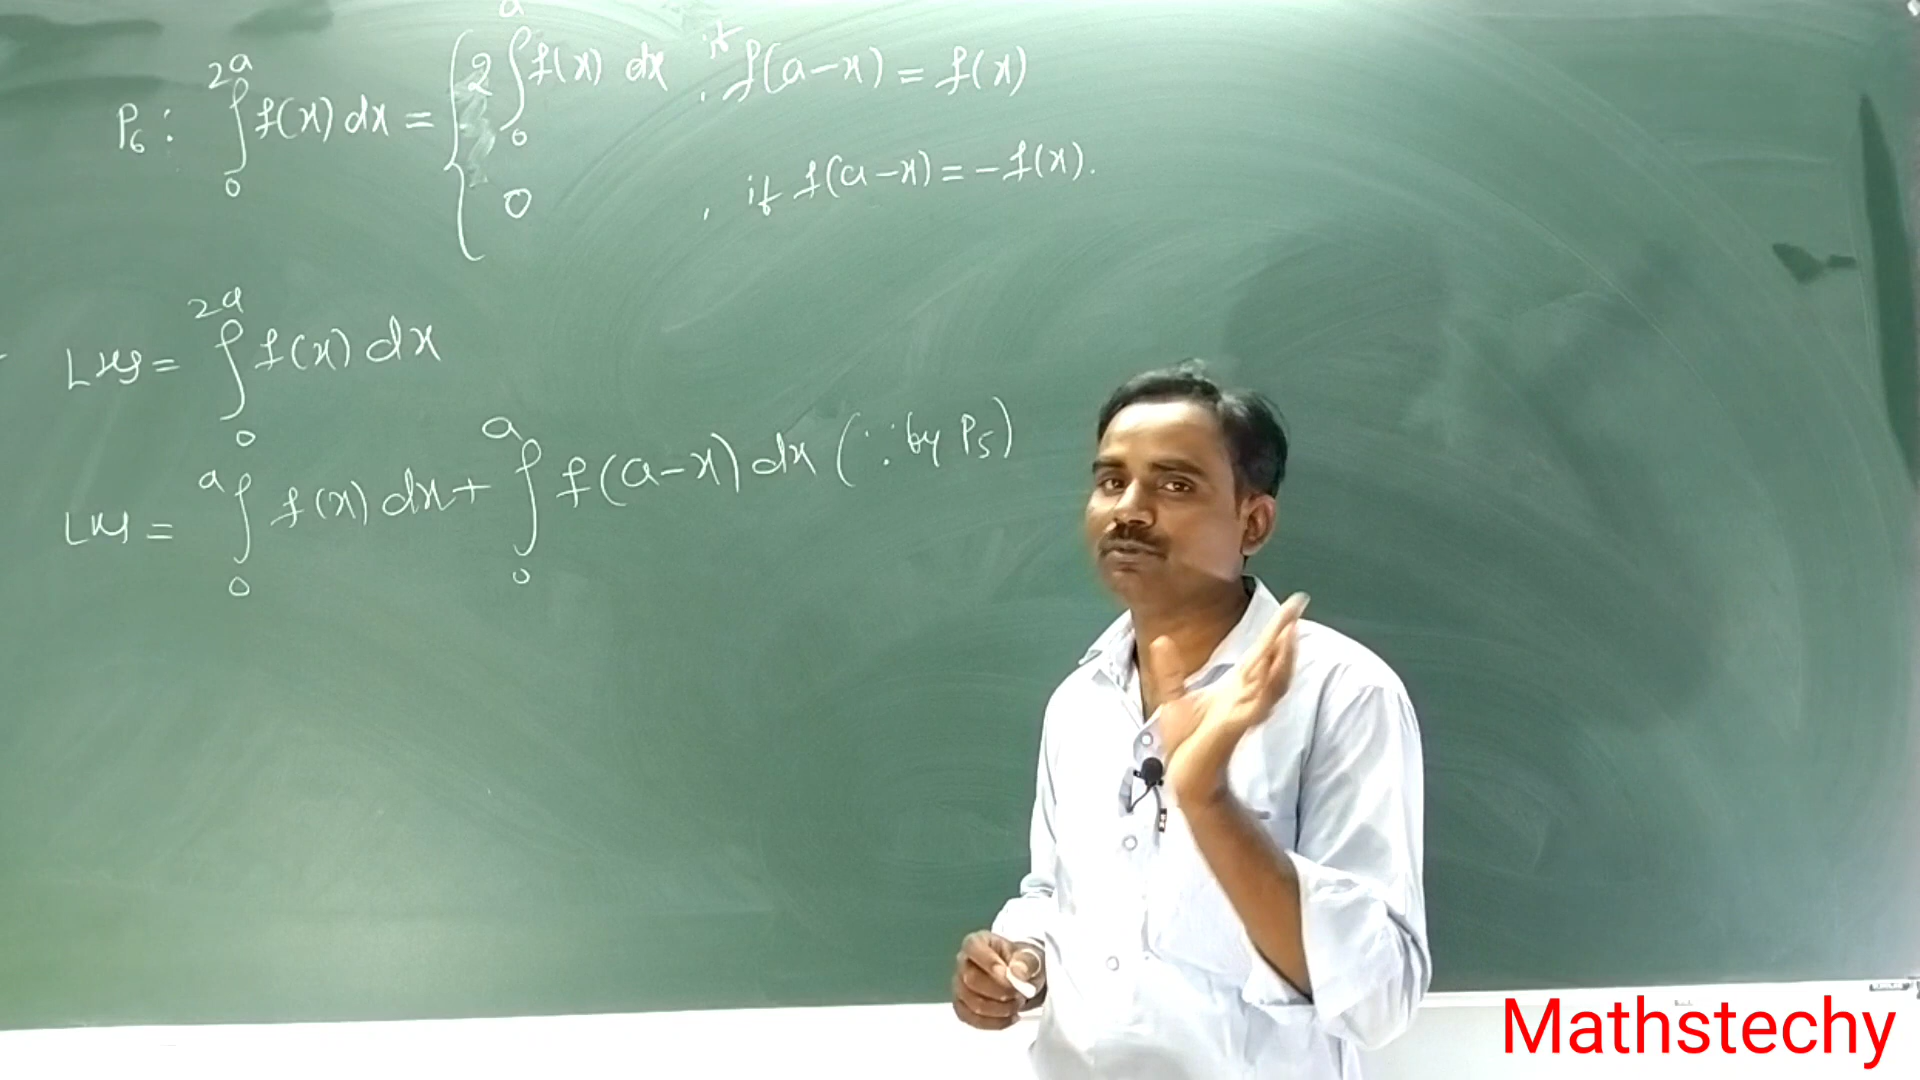 P₆ : ∫₀²ᵃ f(x) dx = { 2 ∫₀ᵃ f(x) dx , if f(a-x) = f(x)
0 , if f(a-x) = -f(x).
LHS = ∫₀²ᵃ f(x) dx
LHS = ∫₀ᵃ f(x) dx + ∫₀ᵃ f(a-x) dx (∵ by P₅)
Mathstechy